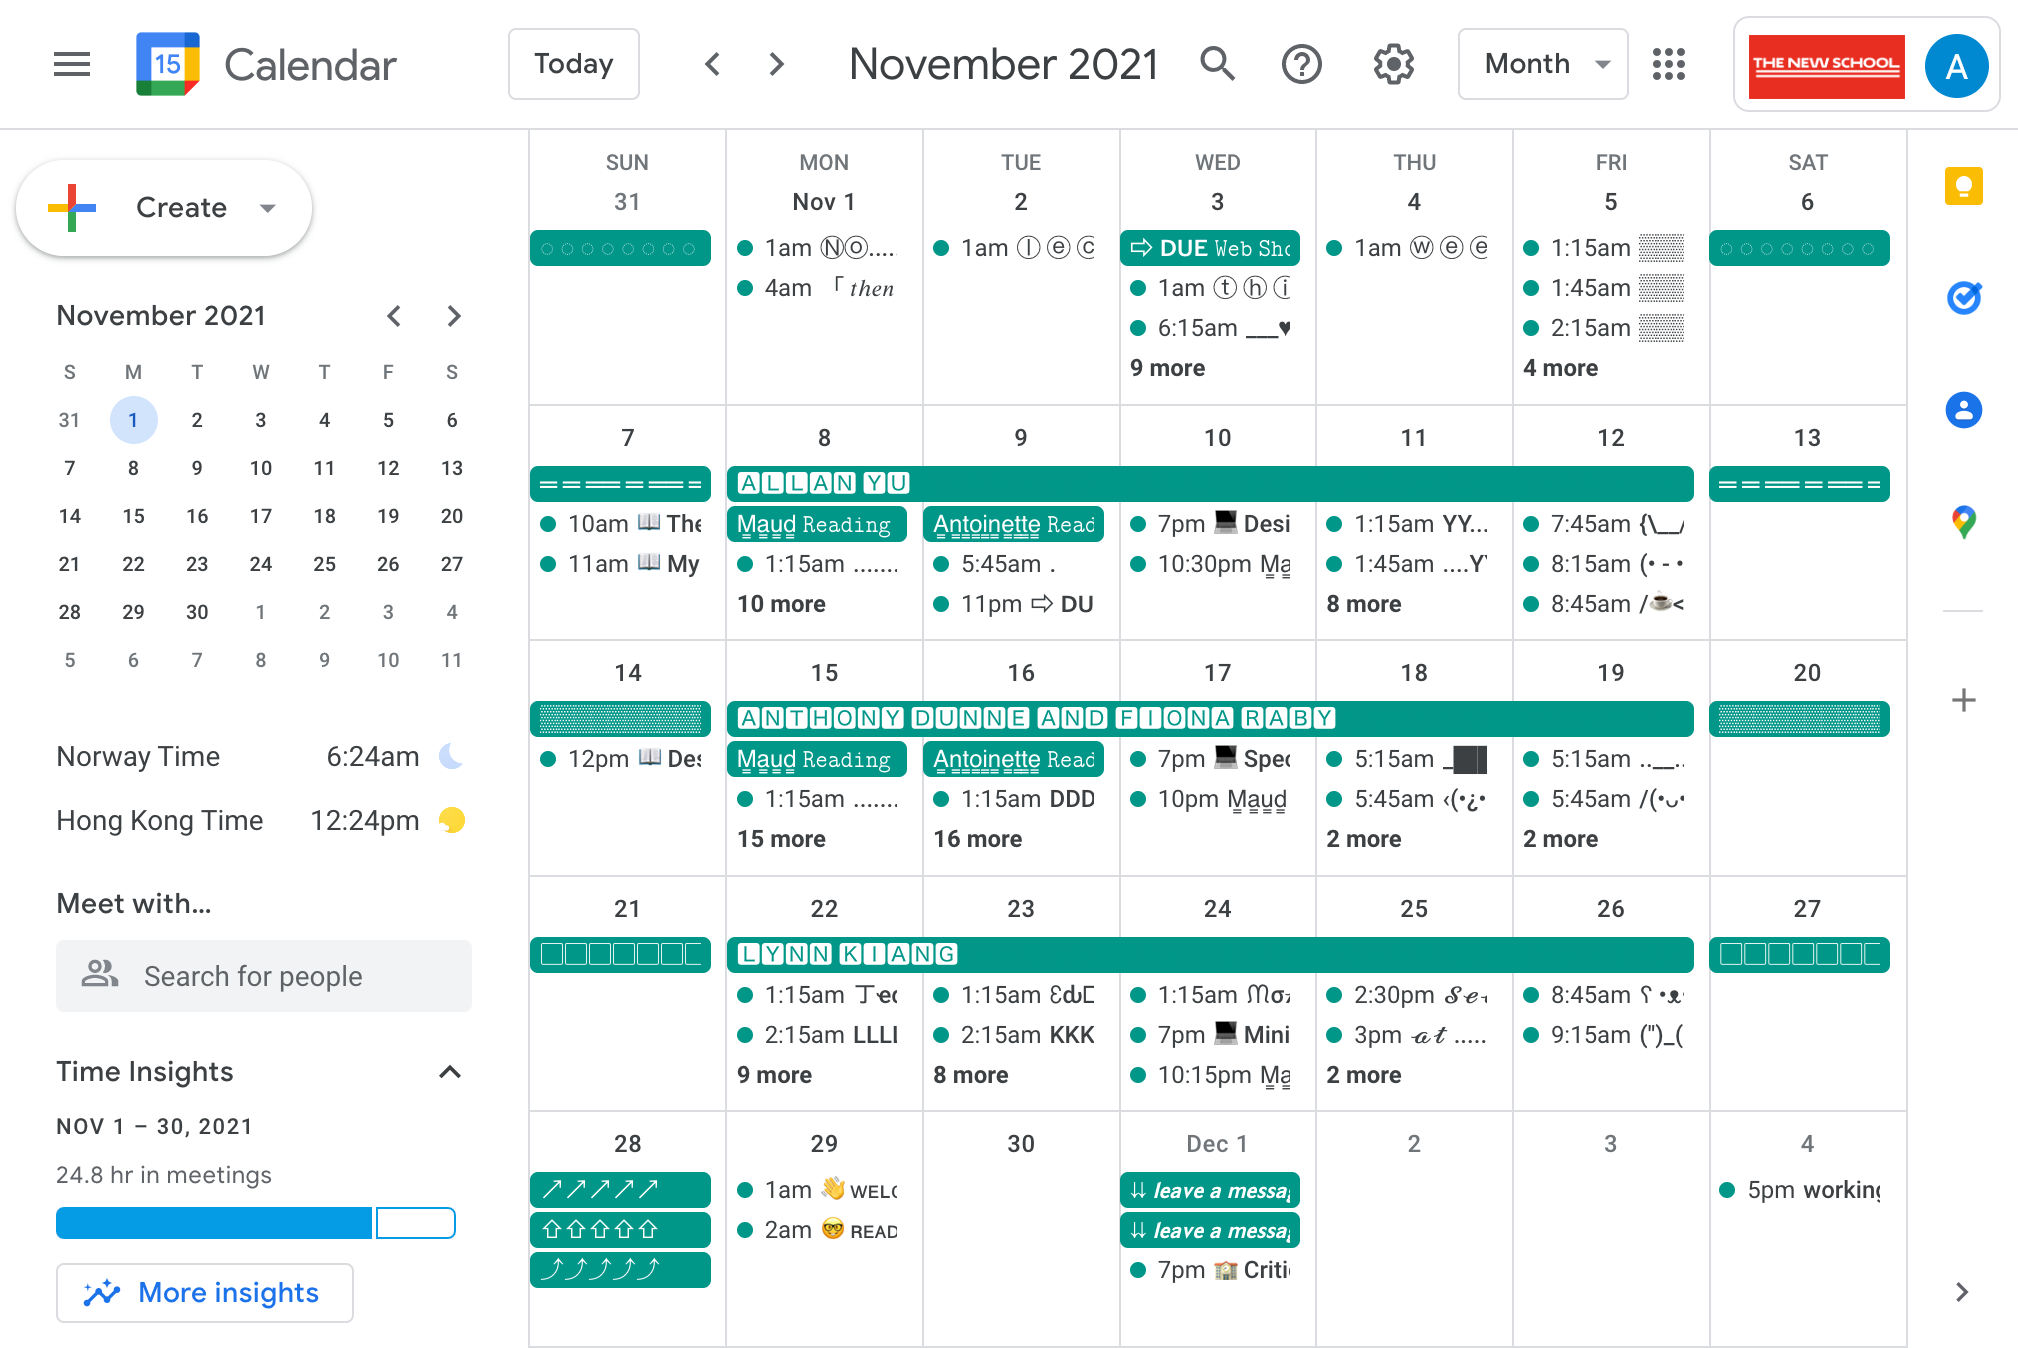 15 Calendar Today November 2021 Month THE NEW SCHOOL A
Create
November 2021
S M T W T F S
31 1 2 3 4 5 6
7 8 9 10 11 12 13
14 15 16 17 18 19 20
21 22 23 24 25 26 27
28 29 30 1 2 3 4
5 6 7 8 9 10 11
Norway Time 6:24am
Hong Kong Time 12:24pm
Meet with...
Search for people
Time Insights
NOV 1 – 30, 2021
24.8 hr in meetings
More insights
SUN MON TUE WED THU FRI SAT
31 Nov 1 2 3 4 5 6
1am Ⓝⓞ.... 1am ⓛⓔⓒ ⇨ DUE Web Sho 1am ⓦⓔⓔ 1:15am ▒▒
4am 「 then 1am ⓣⓗⓘ 1:45am ▒▒
6:15am ___♥ 2:15am ▒▒
9 more 4 more
7 8 9 10 11 12 13
==══=══= ALLAN YU ==══=══=
10am 📖 The Maud Reading Antoinette Read 7pm 💻 Desi 1:15am YY... 7:45am {\__/
11am 📖 My 1:15am ....... 5:45am . 10:30pm Ma 1:45am ....Y 8:15am (• - •
10 more 11pm ⇨ DU 8 more 8:45am /☕<
14 15 16 17 18 19 20
ANTHONY DUNNE AND FIONA RABY
12pm 📖 Des Maud Reading Antoinette Read 7pm 💻 Spec 5:15am _██ 5:15am ..__..
1:15am ....... 1:15am DDD 10pm Maud 5:45am ‹(•¿• 5:45am /(•ᴗ•
15 more 16 more 2 more 2 more
21 22 23 24 25 26 27
□□□□□□□ LYNN KIANG □□□□□□□
1:15am 1:15am 1:15am 2:30pm Se 8:45am ʕ •ᴥ•
2:15am LLLL 2:15am KKK 7pm 💻 Mini 3pm at ..... 9:15am (")_(
9 more 8 more 10:15pm Ma 2 more
28 29 30 Dec 1 2 3 4
↗↗↗↗↗ 1am 👋 WELC ⇊ leave a messag 5pm working
⇧⇧⇧⇧⇧ 2am 🤓 READ ⇊ leave a messag
⤴⤴⤴⤴⤴ 7pm 🏫 Criti